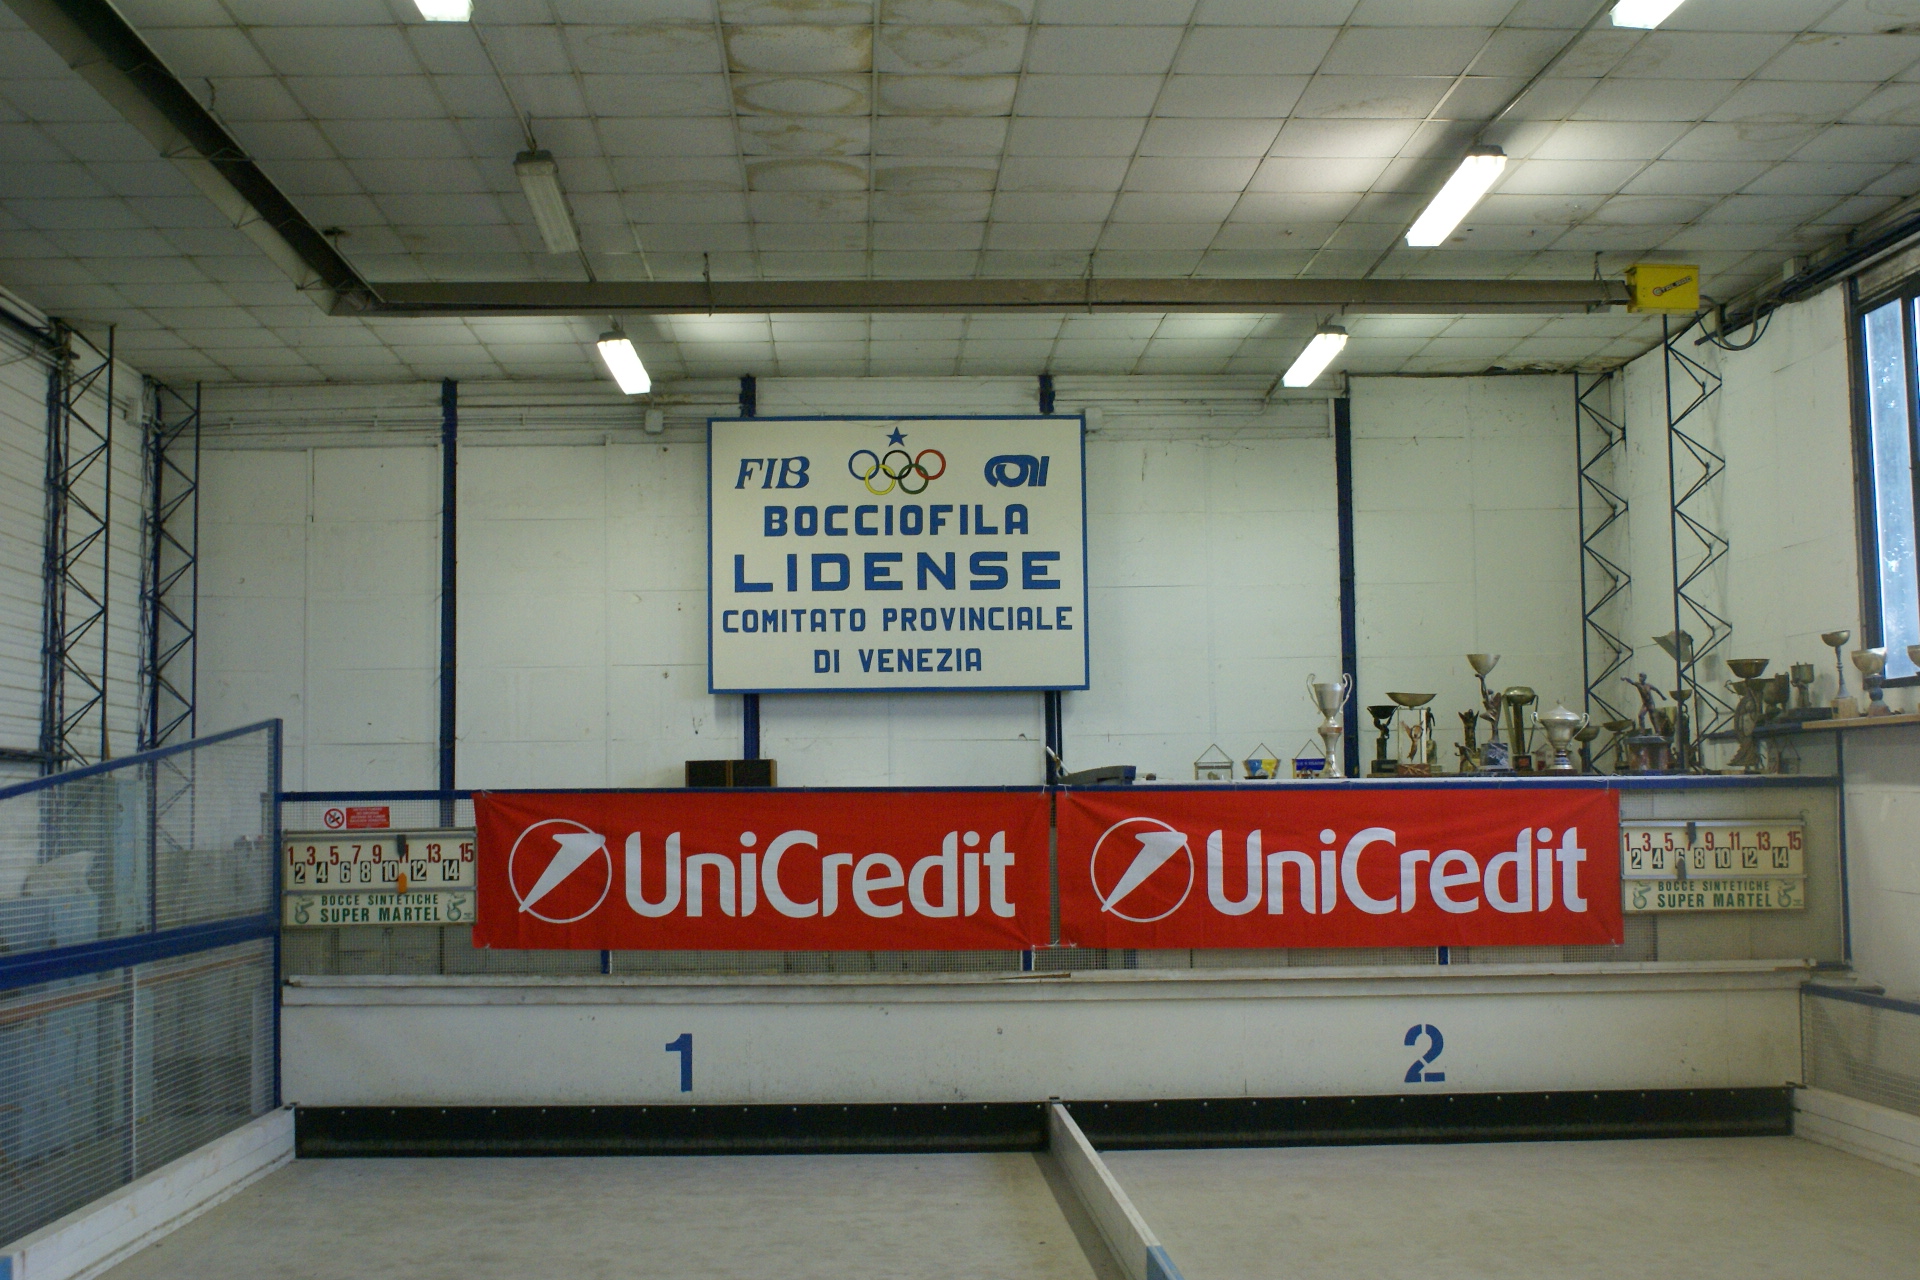 FIB CONI
BOCCIOFILA
LIDENSE
COMITATO PROVINCIALE
DI VENEZIA
UniCredit UniCredit
1 3 5 7 9 11 13 15
2 4 6 8 10 12 14
BOCCE SINTETICHE
SUPER MARTEL
1 3 5 7 9 11 13 15
2 4 6 8 10 12 14
BOCCE SINTETICHE
SUPER MARTEL
1 2